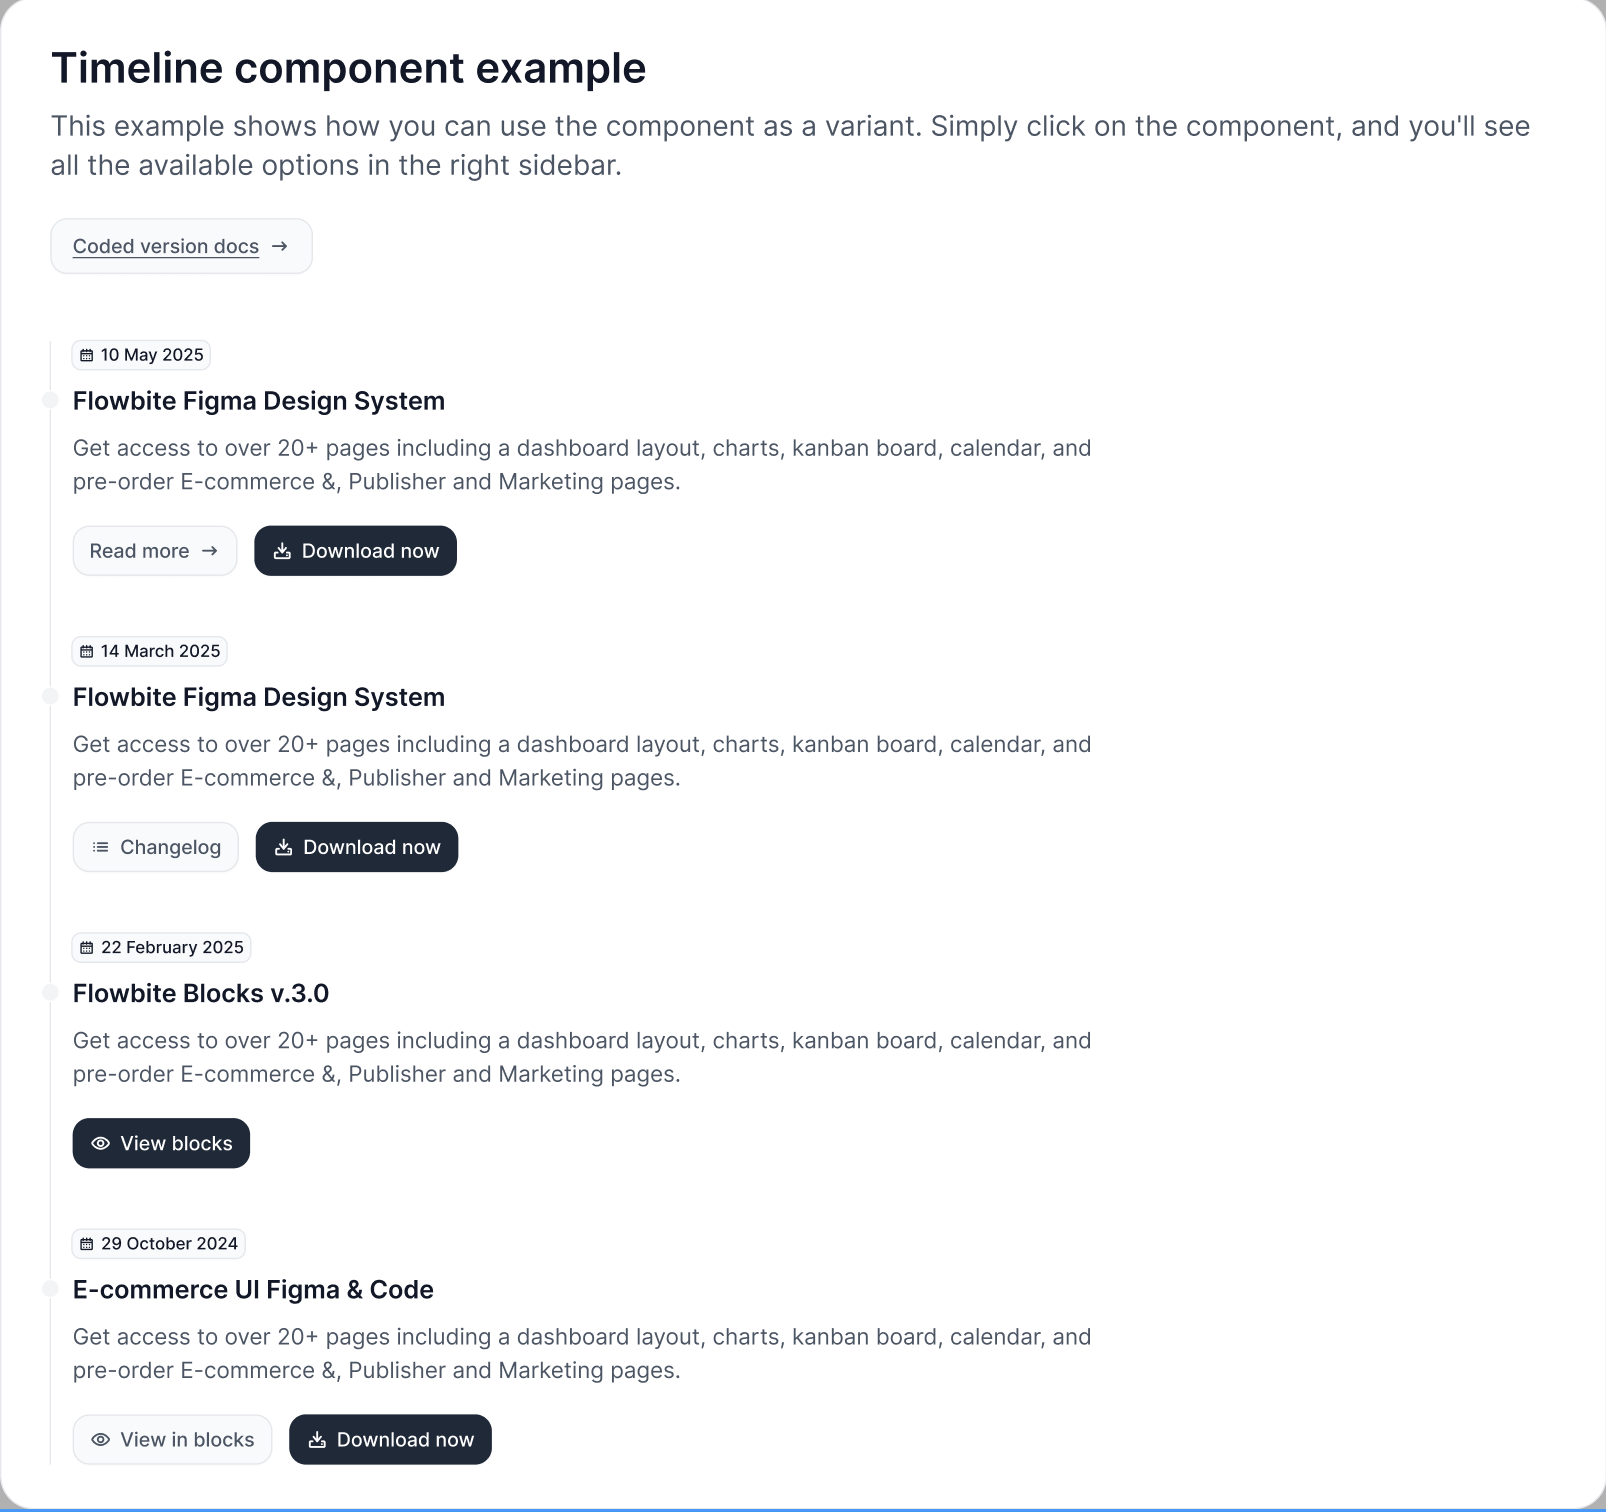 Timeline component example
This example shows how you can use the component as a variant. Simply click on the component, and you'll see
all the available options in the right sidebar.
Coded version docs →
10 May 2025
Flowbite Figma Design System
Get access to over 20+ pages including a dashboard layout, charts, kanban board, calendar, and
pre-order E-commerce &, Publisher and Marketing pages.
Read more → Download now
14 March 2025
Flowbite Figma Design System
Get access to over 20+ pages including a dashboard layout, charts, kanban board, calendar, and
pre-order E-commerce &, Publisher and Marketing pages.
Changelog Download now
22 February 2025
Flowbite Blocks v.3.0
Get access to over 20+ pages including a dashboard layout, charts, kanban board, calendar, and
pre-order E-commerce &, Publisher and Marketing pages.
View blocks
29 October 2024
E-commerce UI Figma & Code
Get access to over 20+ pages including a dashboard layout, charts, kanban board, calendar, and
pre-order E-commerce &, Publisher and Marketing pages.
View in blocks Download now